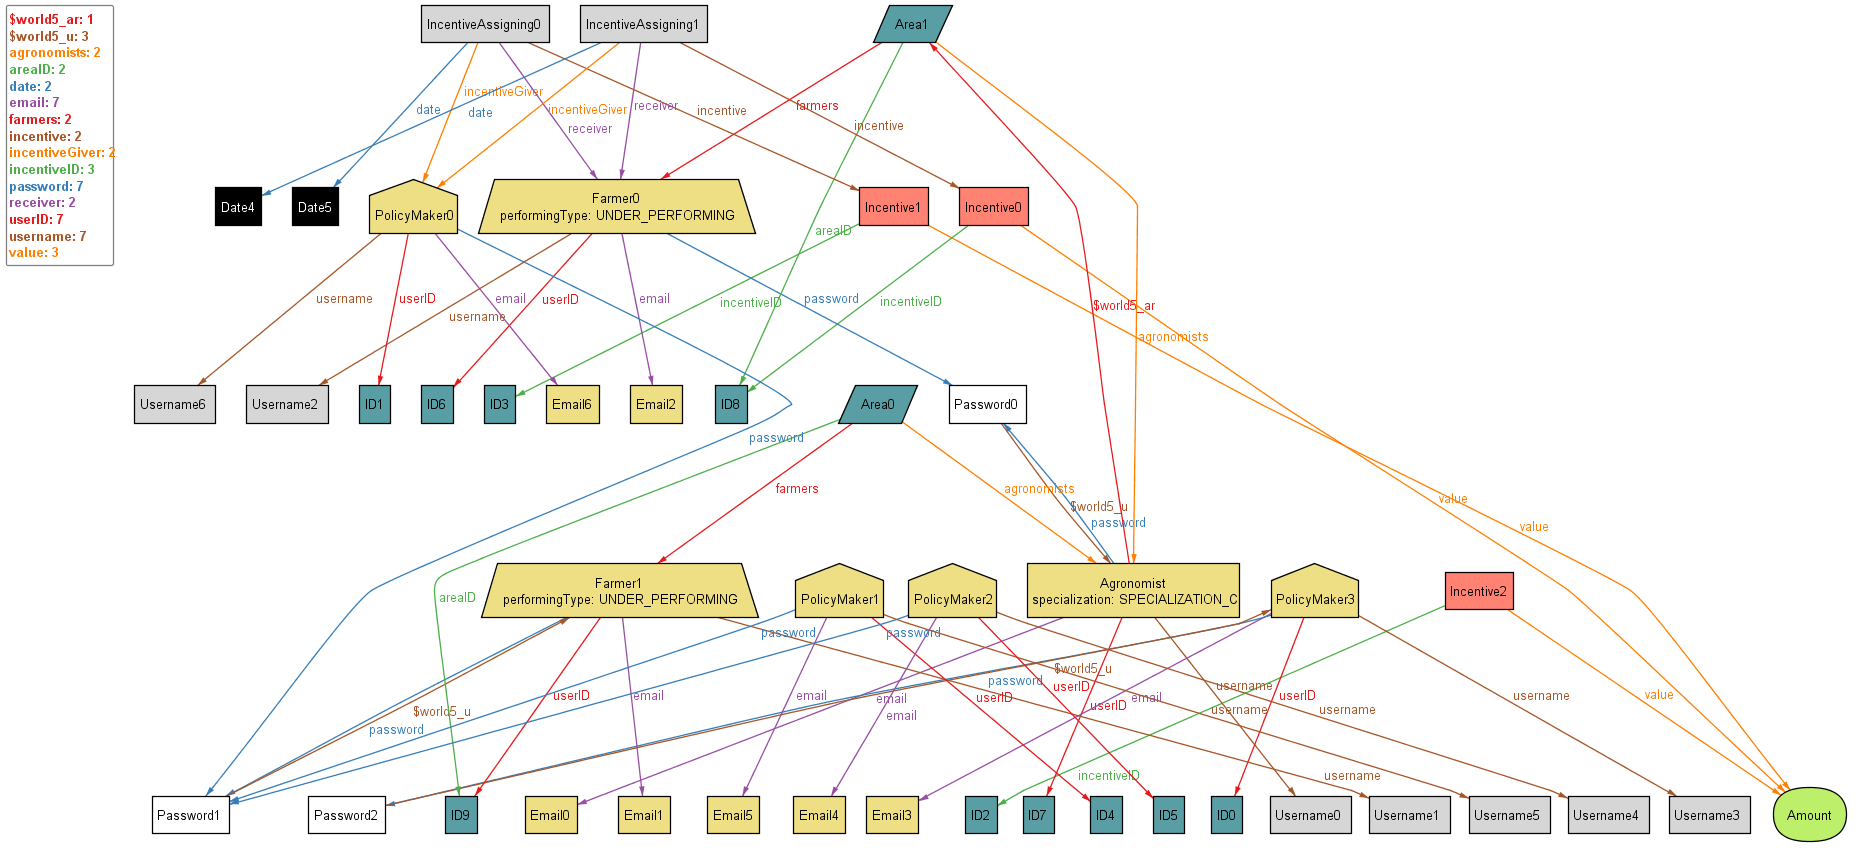 $world5_ar: 1
$world5_u: 3
agronomists: 2
areaID: 2
date: 2
email: 7
farmers: 2
incentive: 2
incentiveGiver: 2
incentiveID: 3
password: 7
receiver: 2
userID: 7
username: 7
value: 3
IncentiveAssigning0
IncentiveAssigning1
Area1
incentiveGiver
date
date
incentiveGiver
receiver
receiver
incentive
farmers
incentive
Date4
Date5
PolicyMaker0
Farmer0
performingType: UNDER_PERFORMING
Incentive1
Incentive0
areaID
username
userID
email
userID
username
email
password
incentiveID
incentiveID
$world5_ar
agronomists
Username6
Username2
ID1
ID6
ID3
Email6
Email2
ID8
Area0
Password0
password
farmers
agronomists
$world5_u
password
value
value
Farmer1
performingType: UNDER_PERFORMING
PolicyMaker1
PolicyMaker2
Agronomist
specialization: SPECIALIZATION_C
PolicyMaker3
Incentive2
areaID
password
password
$world5_u
password
$world5_u
password
userID
email
email
email
email
userID
userID
userID
email
username
username
userID
username
username
value
username
incentiveID
Password1
Password2
ID9
Email0
Email1
Email5
Email4
Email3
ID2
ID7
ID4
ID5
ID0
Username0
Username1
Username5
Username4
Username3
Amount